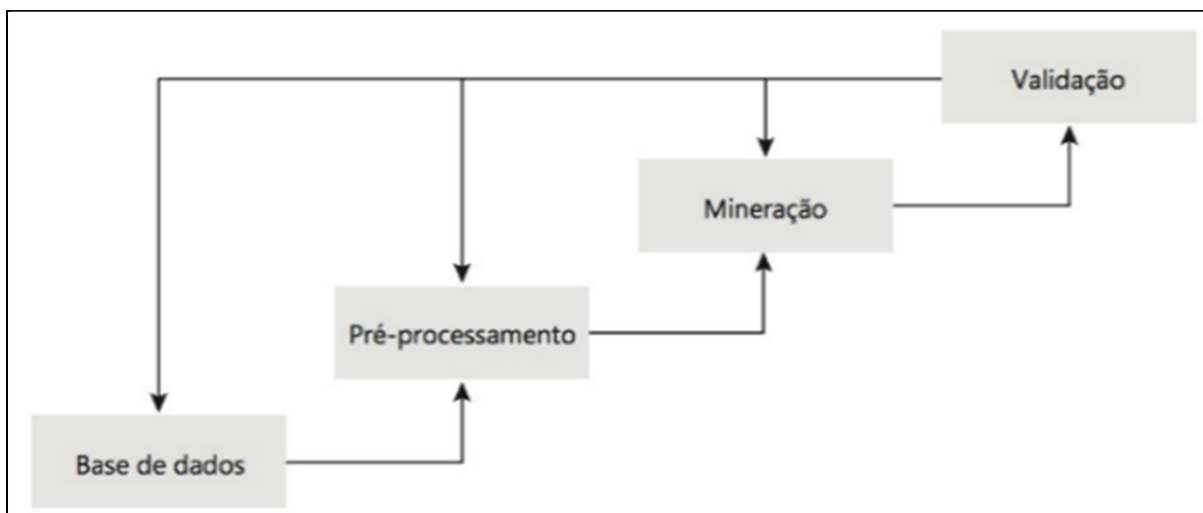 Validação
Mineração
Pré-processamento
Base de dados